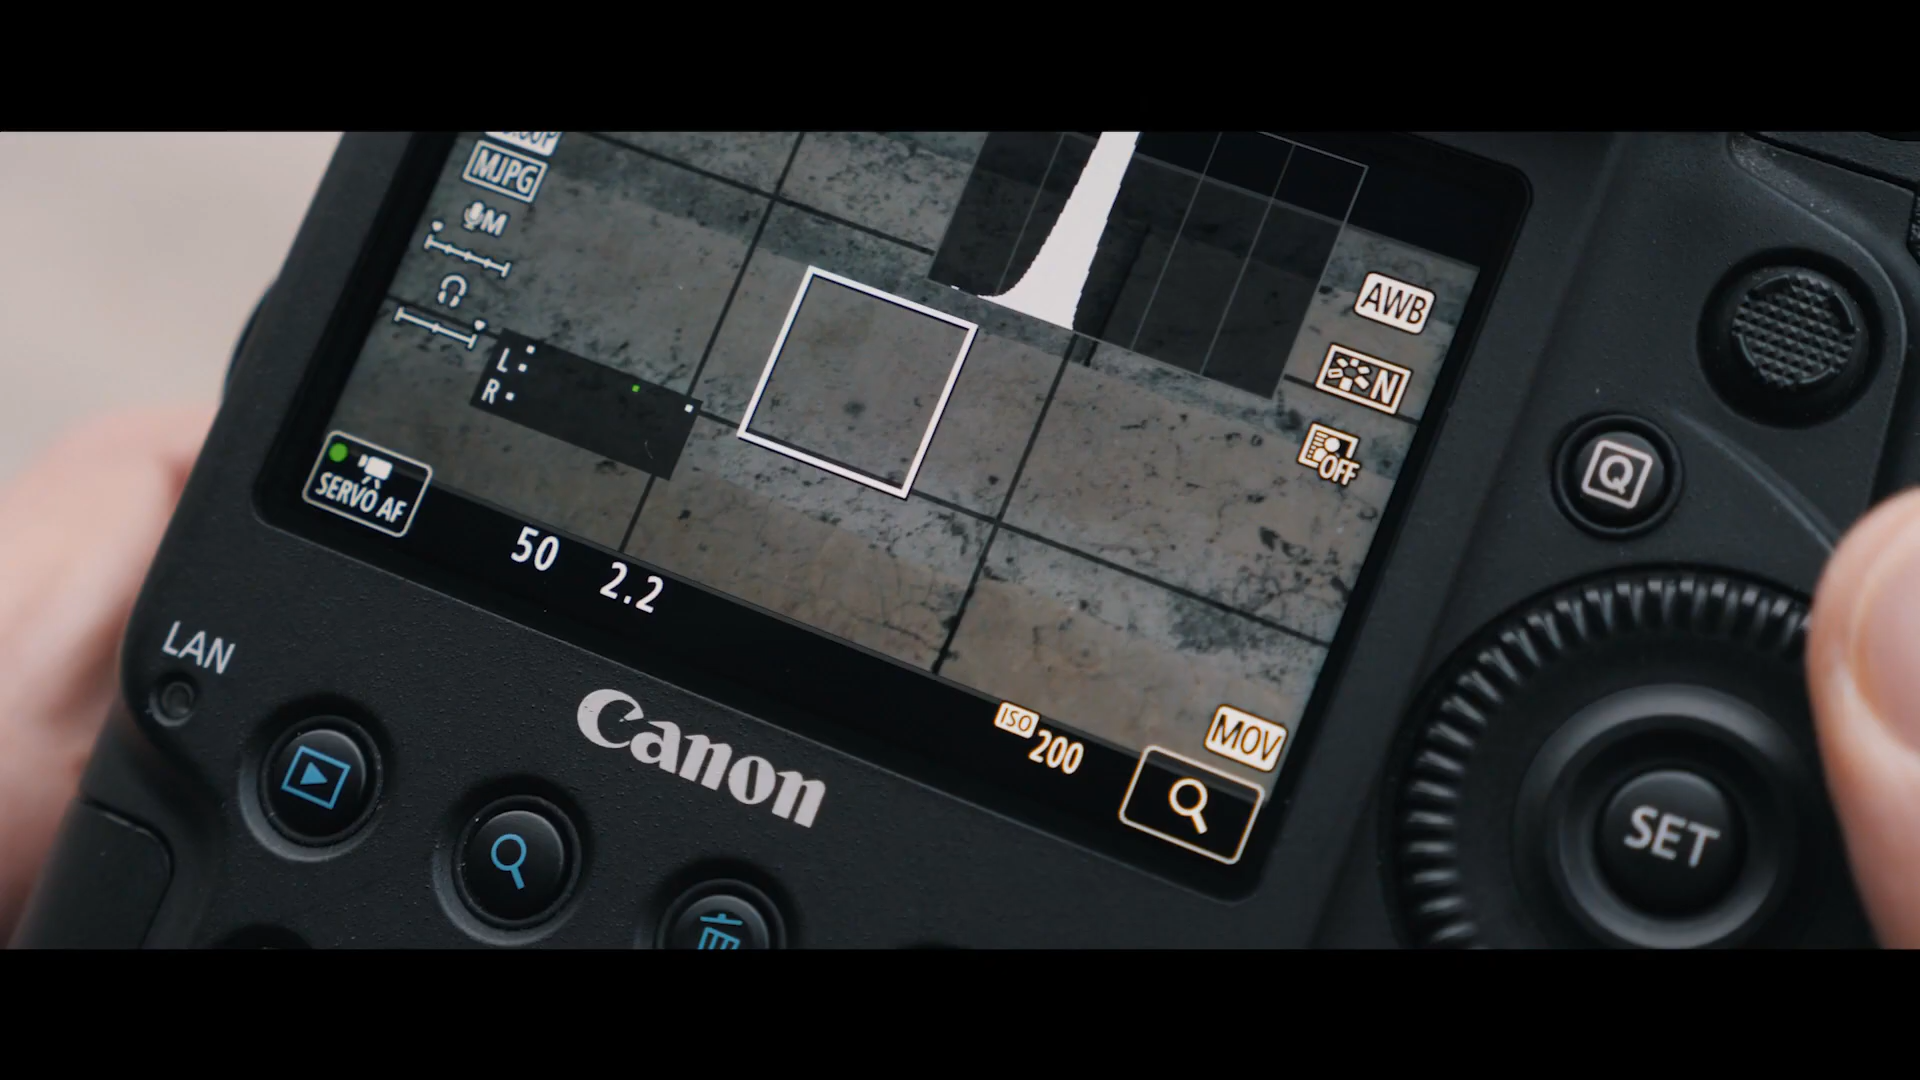 MJPG
M
L
R
SERVO AF
50
2.2
AWB
N
OFF
Q
LAN
Canon
ISO
200
MOV
SET